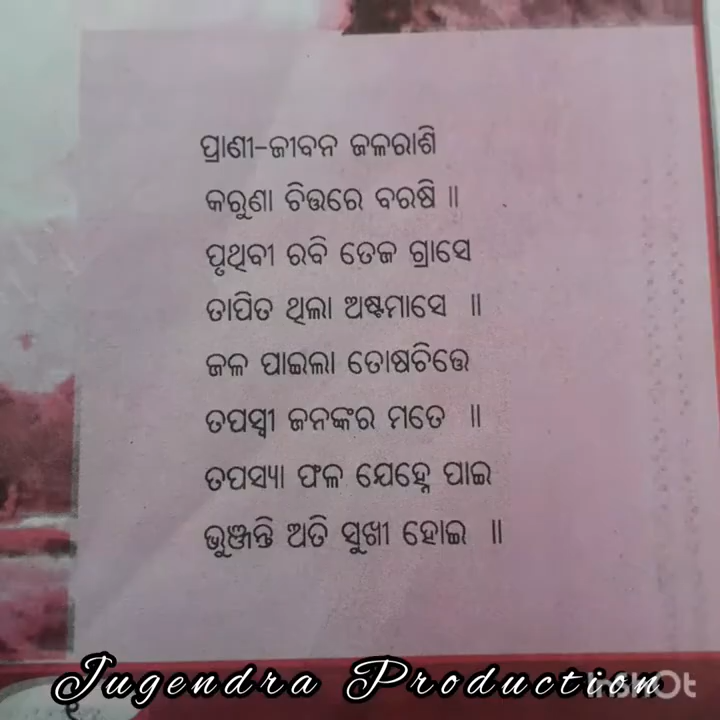 ପ୍ରାଣୀ-ଜୀବନ ଜଳରାଶି
କରୁଣା ଚିତ୍ତରେ ବରଷି ॥
ପୃଥିବୀ ରବି ତେଜ ଗ୍ରାସେ
ତାପିତ ଥିଲା ଅଷ୍ଟମାସେ ॥
ଜଳ ପାଇଲା ତୋଷଚିତ୍ତେ
ତପସ୍ୱୀ ଜନଙ୍କର ମତେ ॥
ତପସ୍ୟା ଫଳ ଯେହ୍ନେ ପାଇ
ଭୁଞ୍ଜନ୍ତି ଅତି ସୁଖୀ ହୋଇ ॥
Jugendra Production
InShOt